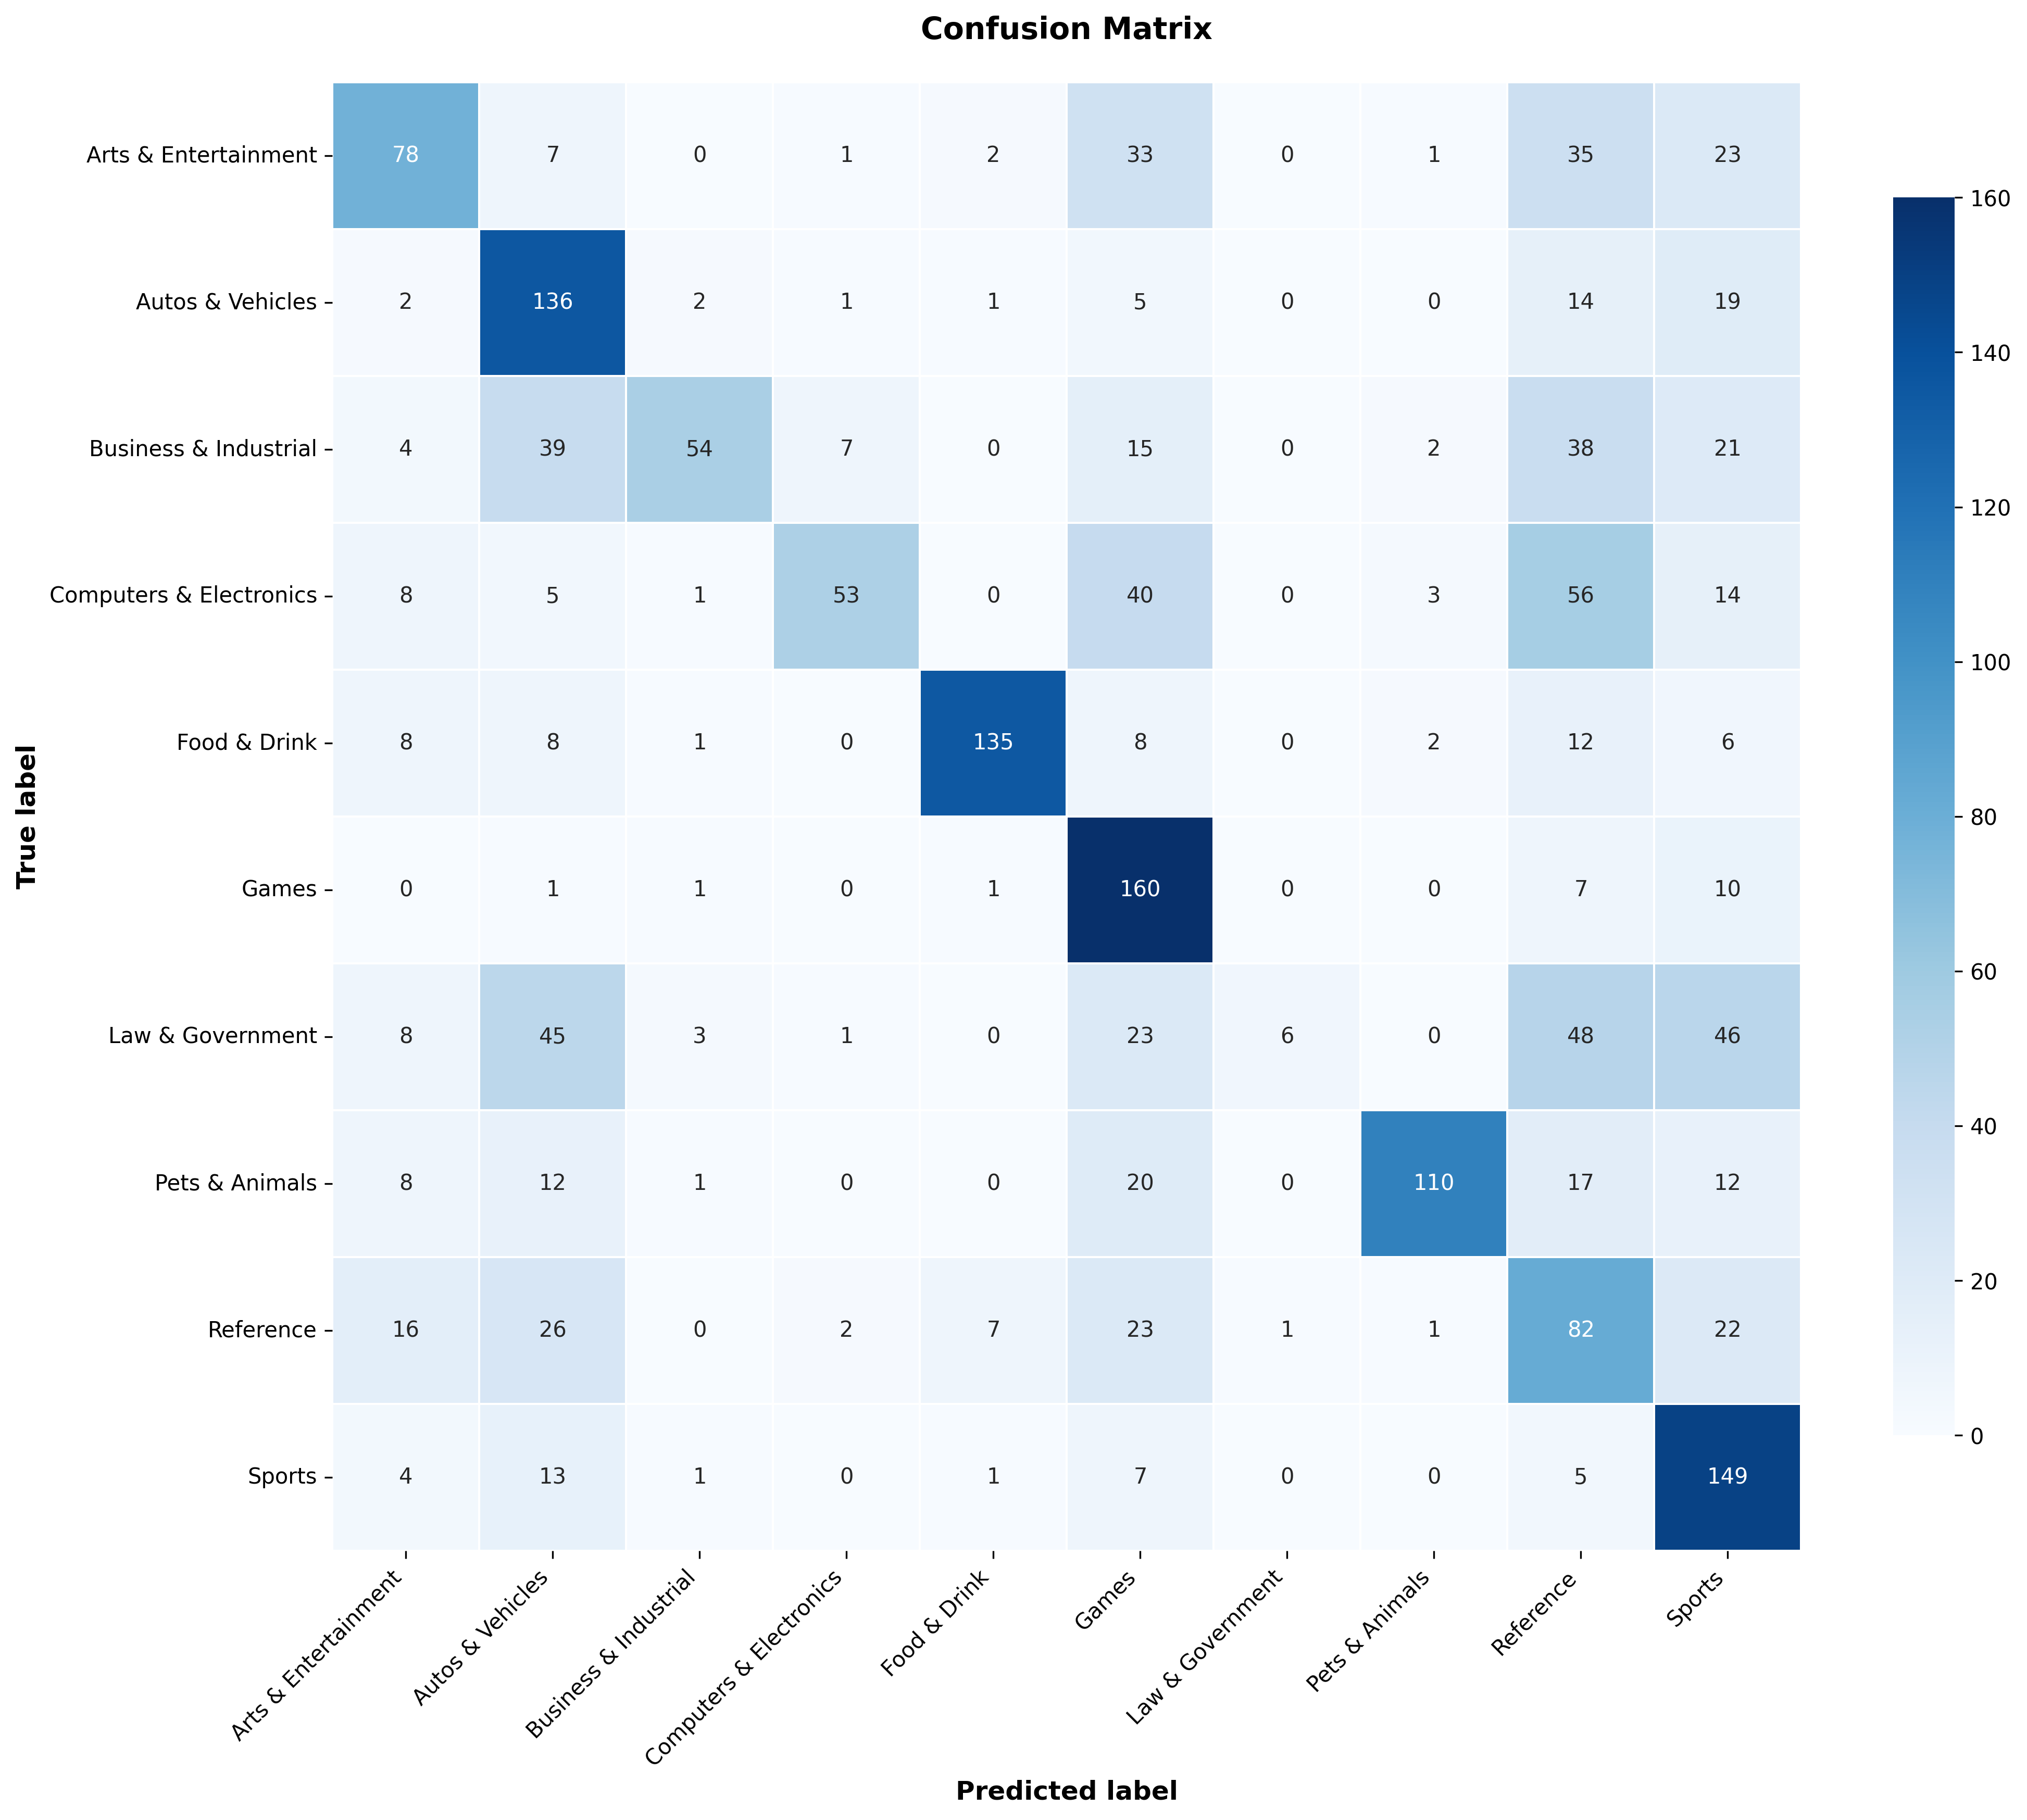 Confusion Matrix
Arts & Entertainment 78 7 0 1 2 33 0 1 35 23
Autos & Vehicles 2 136 2 1 1 5 0 0 14 19
Business & Industrial 4 39 54 7 0 15 0 2 38 21
Computers & Electronics 8 5 1 53 0 40 0 3 56 14
Food & Drink 8 8 1 0 135 8 0 2 12 6
Games 0 1 1 0 1 160 0 0 7 10
Law & Government 8 45 3 1 0 23 6 0 48 46
Pets & Animals 8 12 1 0 0 20 0 110 17 12
Reference 16 26 0 2 7 23 1 1 82 22
Sports 4 13 1 0 1 7 0 0 5 149
True label
Arts & Entertainment
Autos & Vehicles
Business & Industrial
Computers & Electronics
Food & Drink
Games
Law & Government
Pets & Animals
Reference
Sports
Predicted label
160
140
120
100
80
60
40
20
0